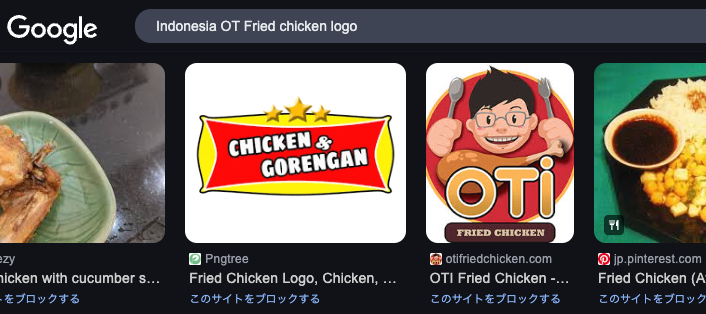 Google
Indonesia OT Fried chicken logo
CHICKEN &
GORENGAN
OTi
FRIED CHICKEN
Pngtree
otifriedchicken.com
jp.pinterest.com
hicken with cucumber s...
Fried Chicken Logo, Chicken, ...
OTI Fried Chicken -...
Fried Chicken (A
をブロックする
このサイトをブロックする
このサイトをブロックする
このサイトをブロックす